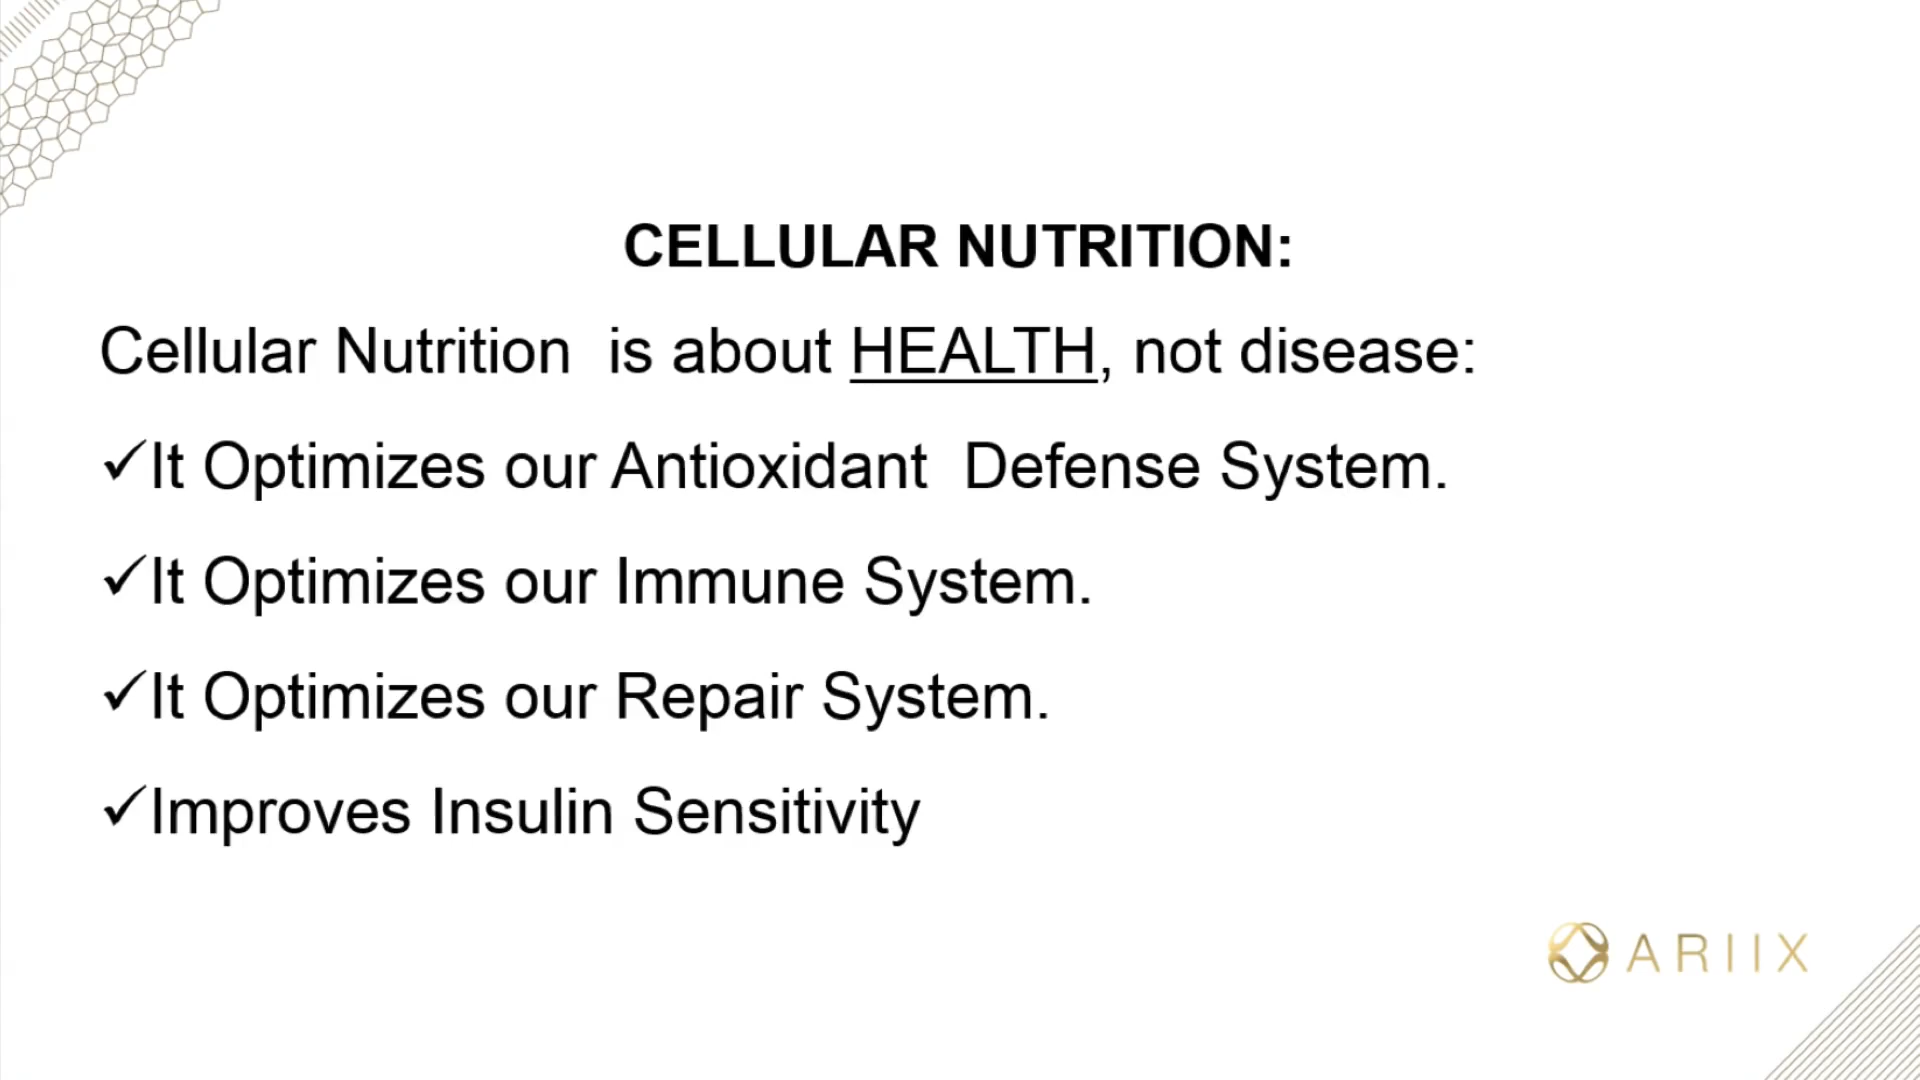 CELLULAR NUTRITION:
Cellular Nutrition  is about HEALTH, not disease:
✓It Optimizes our Antioxidant  Defense System.
✓It Optimizes our Immune System.
✓It Optimizes our Repair System.
✓Improves Insulin Sensitivity
ARIIX